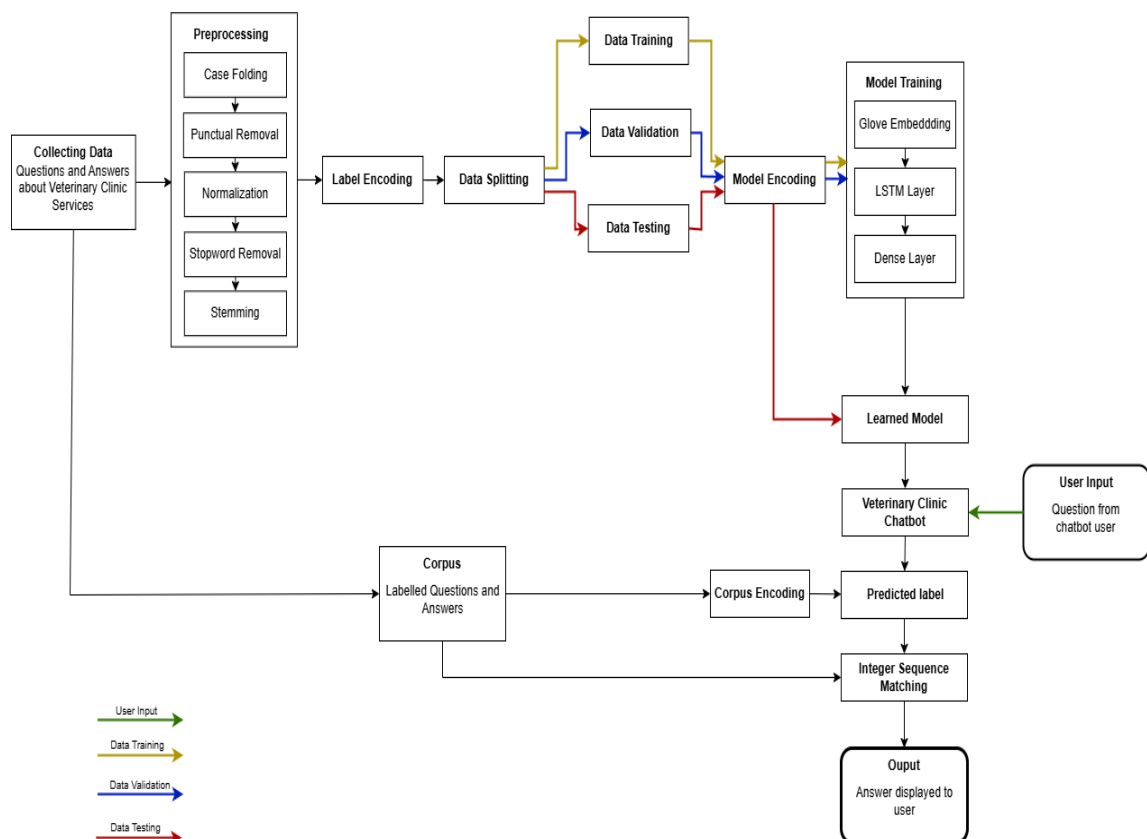 Preprocessing
Case Folding
Punctual Removal
Normalization
Stopword Removal
Stemming
Collecting Data
Questions and Answers
about Veterinary Clinic
Services
Label Encoding
Data Splitting
Data Training
Data Validation
Data Testing
Model Encoding
Model Training
Glove Embeddding
LSTM Layer
Dense Layer
Learned Model
Veterinary Clinic
Chatbot
User Input
Question from
chatbot user
Corpus
Labelled Questions and
Answers
Corpus Encoding
Predicted label
Integer Sequence
Matching
Ouput
Answer displayed to
user
User Input
Data Training
Data Validation
Data Testing